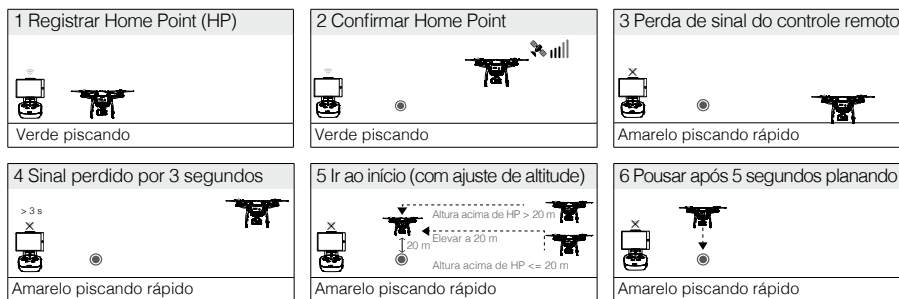 1 Registrar Home Point (HP)
Verde piscando
2 Confirmar Home Point
Verde piscando
3 Perda de sinal do controle remoto
Amarelo piscando rápido
4 Sinal perdido por 3 segundos
> 3 s
Amarelo piscando rápido
5 Ir ao início (com ajuste de altitude)
Altura acima de HP > 20 m
Elevar a 20 m
20 m
Altura acima de HP <= 20 m
Amarelo piscando rápido
6 Pousar após 5 segundos planando
Amarelo piscando rápido